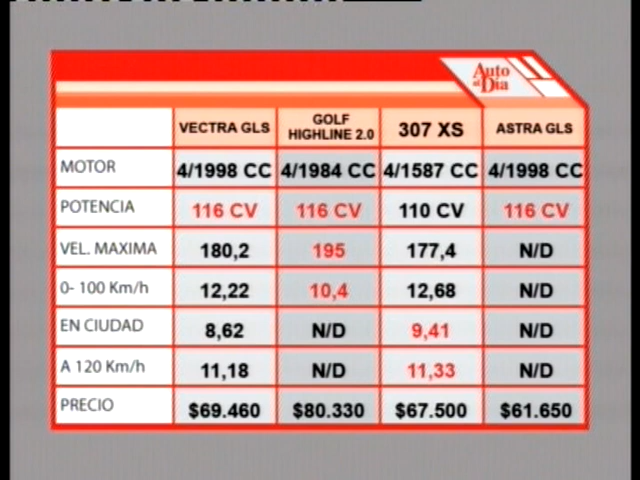 Auto
al Dia
VECTRA GLS
GOLF
HIGHLINE 2.0
307 XS
ASTRA GLS
MOTOR 4/1998 CC 4/1984 CC 4/1587 CC 4/1998 CC
POTENCIA 116 CV 116 CV 110 CV 116 CV
VEL. MAXIMA 180,2 195 177,4 N/D
0- 100 Km/h 12,22 10,4 12,68 N/D
EN CIUDAD 8,62 N/D 9,41 N/D
A 120 Km/h 11,18 N/D 11,33 N/D
PRECIO $69.460 $80.330 $67.500 $61.650